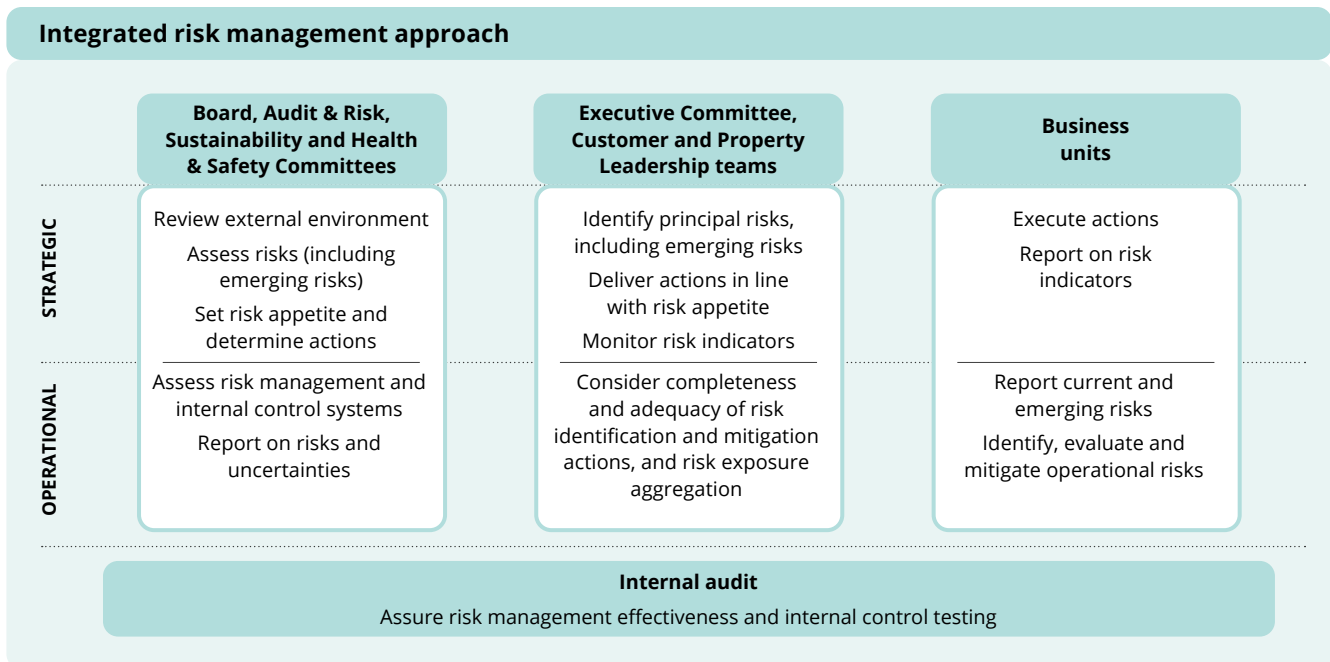 Integrated risk management approach
Board, Audit & Risk,
Sustainability and Health
& Safety Committees
Executive Committee,
Customer and Property
Leadership teams
Business
units
STRATEGIC
Review external environment
Assess risks (including
emerging risks)
Set risk appetite and
determine actions
Identify principal risks,
including emerging risks
Deliver actions in line
with risk appetite
Monitor risk indicators
Execute actions
Report on risk
indicators
OPERATIONAL
Assess risk management and
internal control systems
Report on risks and
uncertainties
Consider completeness
and adequacy of risk
identification and mitigation
actions, and risk exposure
aggregation
Report current and
emerging risks
Identify, evaluate and
mitigate operational risks
Internal audit
Assure risk management effectiveness and internal control testing